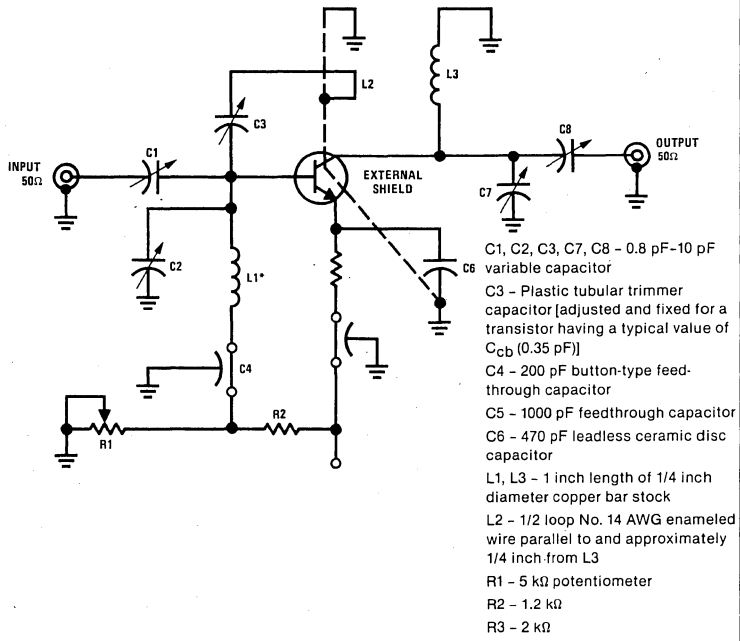 L2
L3
C3
C8
OUTPUT
50Ω
C1
INPUT
50Ω
EXTERNAL
SHIELD
C7
C2
L1*
C6
C4
R2
R1
C1, C2, C3, C7, C8 – 0.8 pF–10 pF
variable capacitor
C3 – Plastic tubular trimmer
capacitor [adjusted and fixed for a
transistor having a typical value of
Ccb (0.35 pF)]
C4 – 200 pF button-type feed-
through capacitor
C5 – 1000 pF feedthrough capacitor
C6 – 470 pF leadless ceramic disc
capacitor
L1, L3 – 1 inch length of 1/4 inch
diameter copper bar stock
L2 – 1/2 loop No. 14 AWG enameled
wire parallel to and approximately
1/4 inch from L3
R1 – 5 kΩ potentiometer
R2 – 1.2 kΩ
R3 – 2 kΩ